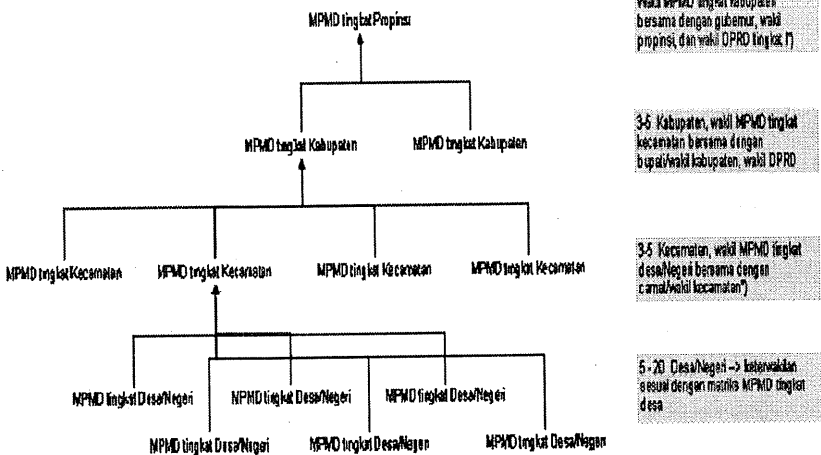 MPMD tingkat Propinsi
Wakil MPMD tingkat kabupaten
bersama dengan gubernur, wakil
propinsi, dan wakil DPRD tingkat I*)
MPMD tingkat Kabupaten
MPMD tingkat Kabupaten
3-5 Kabupaten, wakil MPMD tingkat
kecamatan bersama dengan
bupati/wakil kabupaten, wakil DPRD
MPMD tingkat Kecamatan
MPMD tingkat Kecamatan
MPMD tingkat Kecamatan
MPMD tingkat Kecamatan
3-5 Kecamatan, wakil MPMD tingkat
desa/Negeri bersama dengan
camat/wakil kecamatan*)
MPMD tingkat Desa/Negeri
MPMD tingkat Desa/Negeri
MPMD tingkat Desa/Negeri
MPMD tingkat Desa/Negeri
MPMD tingkat Desa/Negeri
MPMD tingkat Desa/Negeri
5 - 20 Desa/Negeri --> keterwakilan
sesuai dengan matriks MPMD tingkat
desa